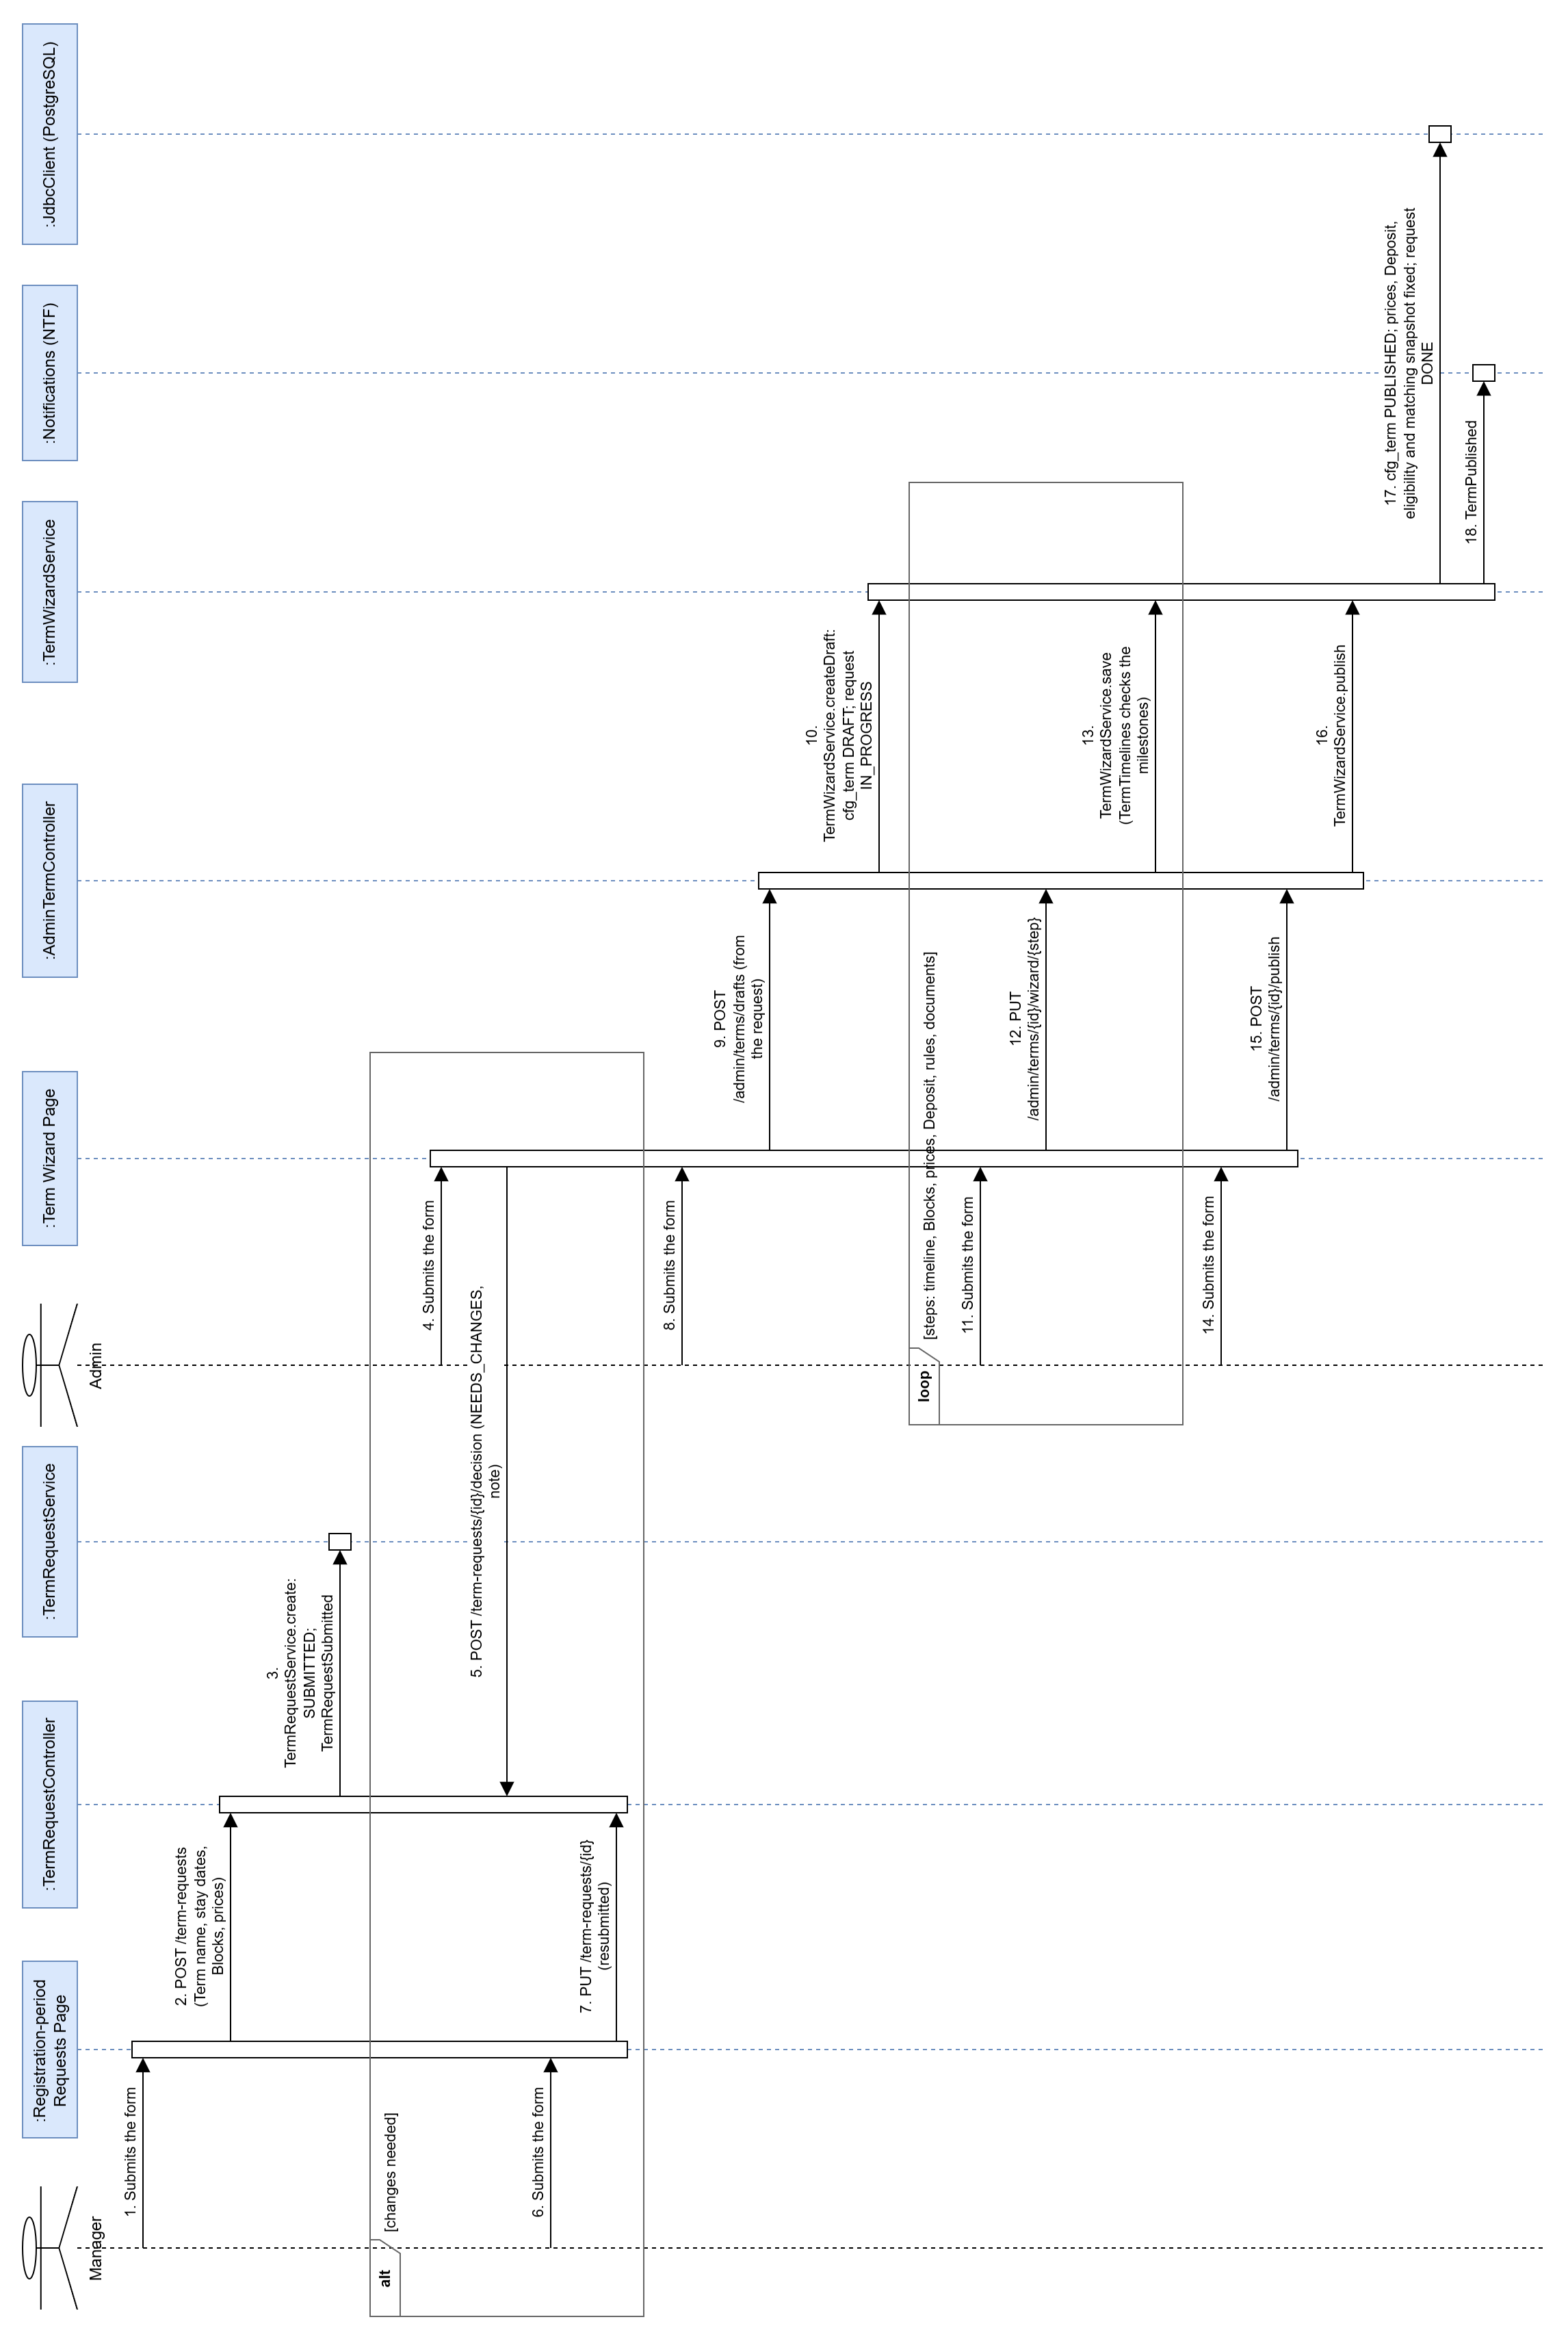 Manager
:Registration-period
Requests Page
:TermRequestController
:TermRequestService
Admin
:Term Wizard Page
:AdminTermController
:TermWizardService
:Notifications (NTF)
:JdbcClient (PostgreSQL)
1. Submits the form
2. POST /term-requests
(Term name, stay dates,
Blocks, prices)
3.
TermRequestService.create:
SUBMITTED;
TermRequestSubmitted
alt
[changes needed]
4. Submits the form
5. POST /term-requests/{id}/decision (NEEDS_CHANGES,
note)
6. Submits the form
7. PUT /term-requests/{id}
(resubmitted)
8. Submits the form
9. POST
/admin/terms/drafts (from
the request)
10.
TermWizardService.createDraft:
cfg_term DRAFT; request
IN_PROGRESS
loop
[steps: timeline, Blocks, prices, Deposit, rules, documents]
11. Submits the form
12. PUT
/admin/terms/{id}/wizard/{step}
13.
TermWizardService.save
(TermTimelines checks the
milestones)
14. Submits the form
15. POST
/admin/terms/{id}/publish
16.
TermWizardService.publish
17. cfg_term PUBLISHED; prices, Deposit,
eligibility and matching snapshot fixed; request
DONE
18. TermPublished